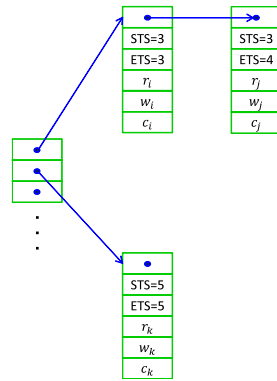 STS=3
ETS=3
r_i
w_i
c_i
STS=3
ETS=4
r_j
w_j
c_j
STS=5
ETS=5
r_k
w_k
c_k